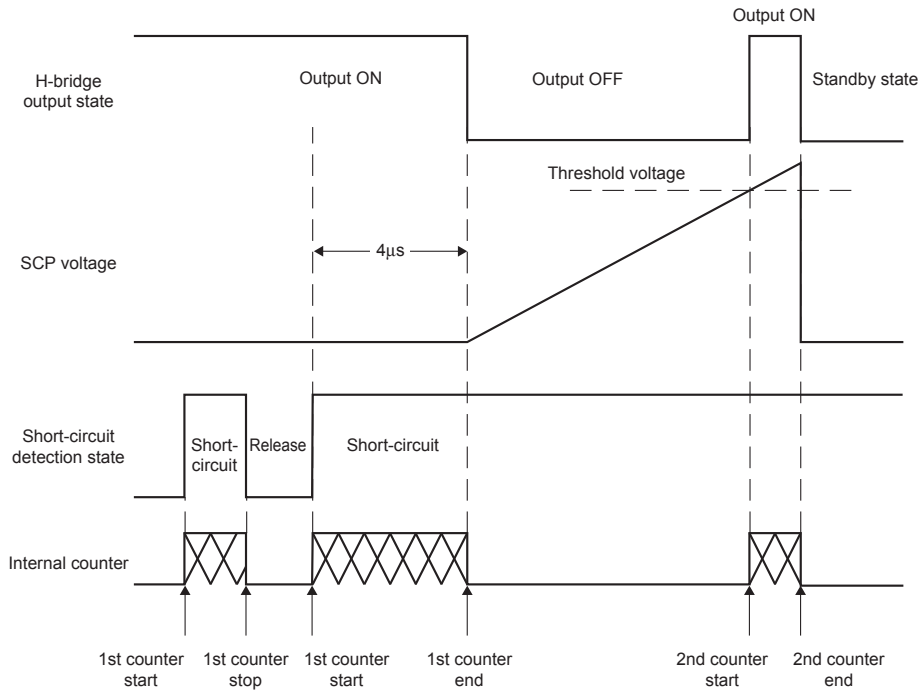 Output ON
H-bridge
output state
Output ON
Output OFF
Standby state
Threshold voltage
4μs
SCP voltage
Short-circuit
detection state
Short-
circuit
Release
Short-circuit
Internal counter
1st counter
start
1st counter
stop
1st counter
start
1st counter
end
2nd counter
start
2nd counter
end